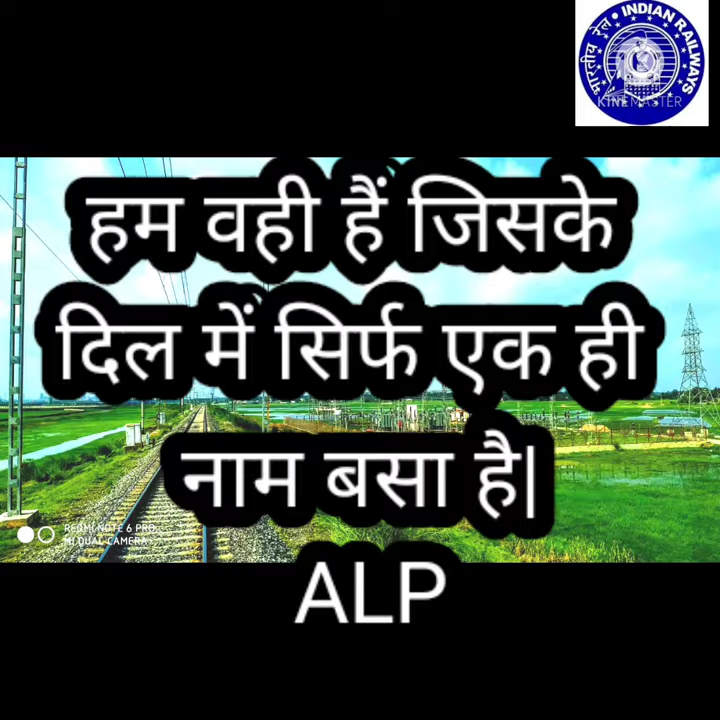 भारतीय रेल • INDIAN RAILWAYS
KINEMASTER
हम वही हैं जिसके
दिल में सिर्फ एक ही
नाम बसा है|
ALP
REDMI NOTE 6 PRO
MI DUAL CAMERA